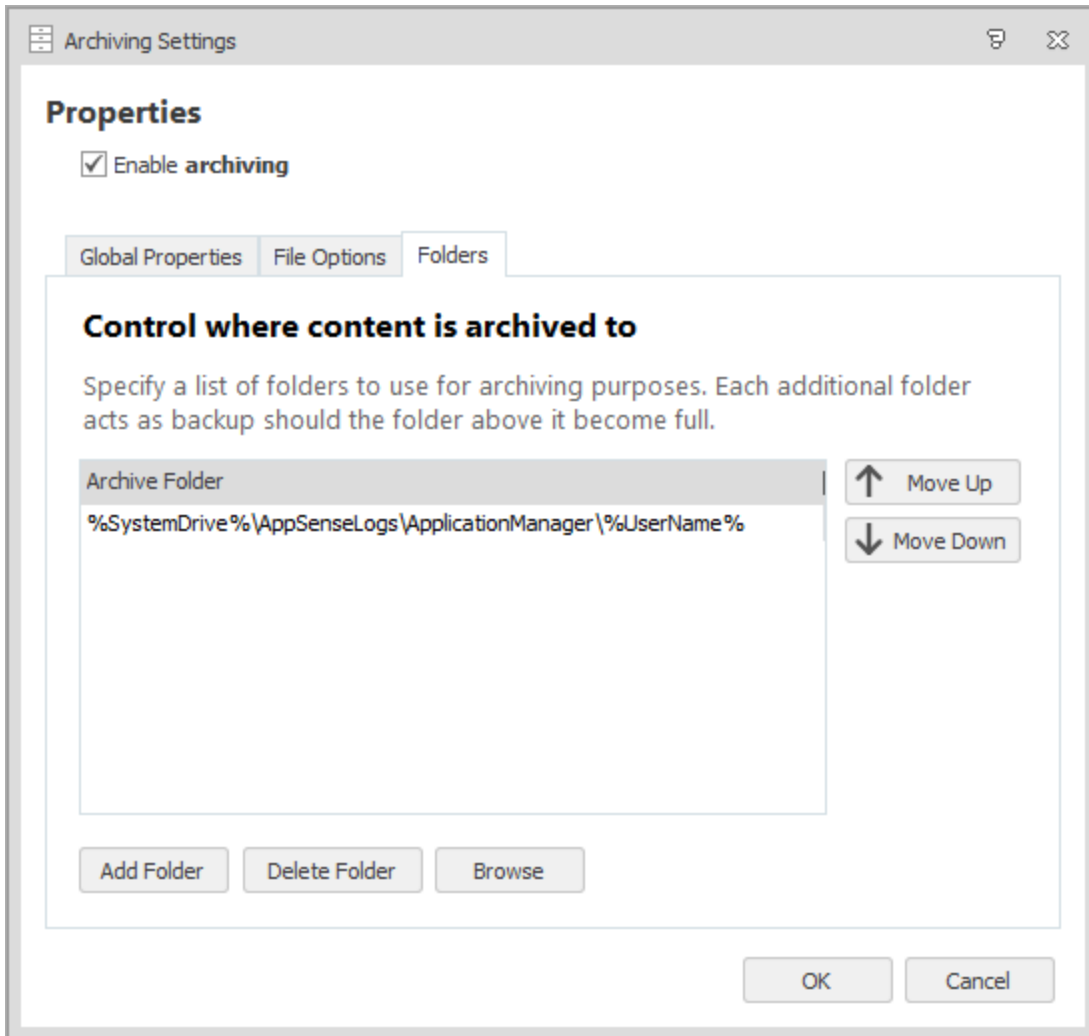 Archiving Settings
Properties
Enable archiving
Global Properties
File Options
Folders
Control where content is archived to
Specify a list of folders to use for archiving purposes. Each additional folder
acts as backup should the folder above it become full.
Archive Folder
%SystemDrive%\AppSenseLogs\ApplicationManager\%UserName%
Move Up
Move Down
Add Folder
Delete Folder
Browse
OK
Cancel